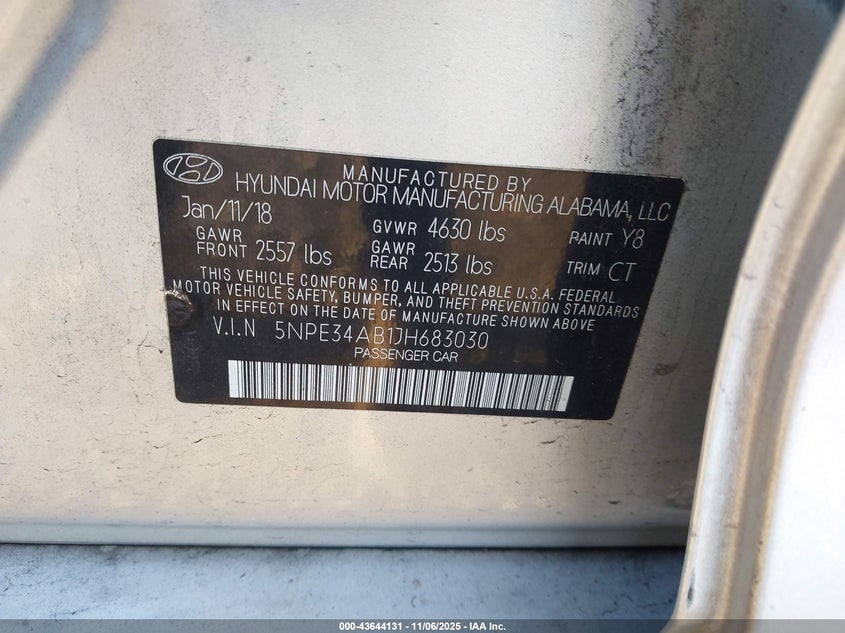 MANUFACTURED BY
HYUNDAI MOTOR MANUFACTURING ALABAMA, LLC
Jan/11/18 GVWR 4630 lbs PAINT Y8
GAWR FRONT 2557 lbs GAWR REAR 2513 lbs TRIM CT
THIS VEHICLE CONFORMS TO ALL APPLICABLE U.S.A. FEDERAL
MOTOR VEHICLE SAFETY, BUMPER, AND THEFT PREVENTION STANDARDS
IN EFFECT ON THE DATE OF MANUFACTURE SHOWN ABOVE
V.I.N 5NPE34AB1JH683030
PASSENGER CAR
000-43644131 - 11/06/2025 - IAA Inc.